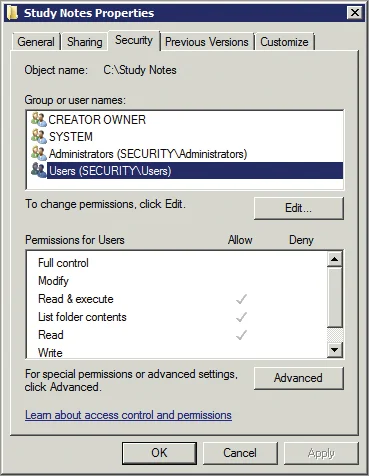 Study Notes Properties
General Sharing Security Previous Versions Customize
Object name: C:\Study Notes
Group or user names:
CREATOR OWNER
SYSTEM
Administrators (SECURITY\Administrators)
Users (SECURITY\Users)
To change permissions, click Edit.
Edit...
Permissions for Users Allow Deny
Full control
Modify
Read & execute
List folder contents
Read
Write
For special permissions or advanced settings,
click Advanced.
Advanced
Learn about access control and permissions
OK Cancel Apply